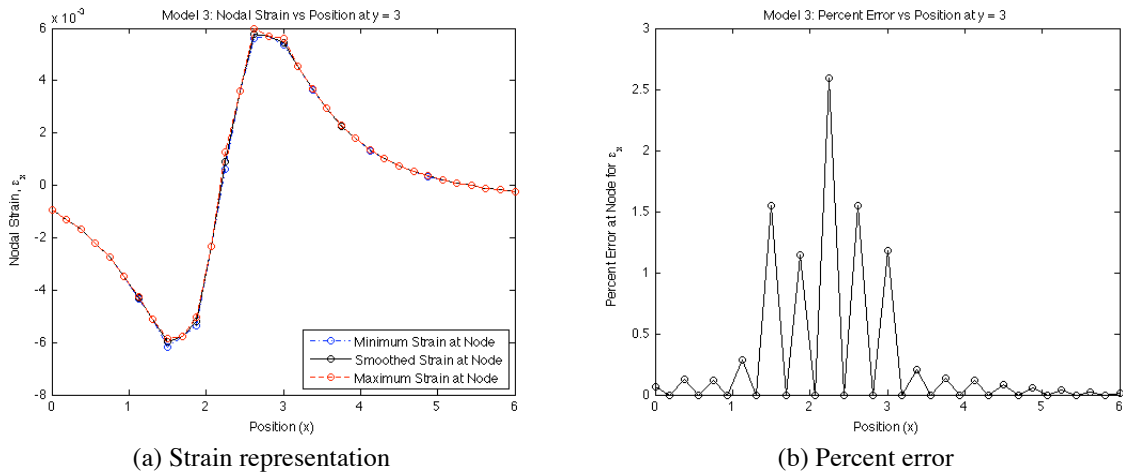 Model 3: Nodal Strain vs Position at y = 3
x 10⁻³
6
4
2
0
-2
-4
-6
-8
Nodal Strain, εx
0 1 2 3 4 5 6
Position (x)
Minimum Strain at Node
Smoothed Strain at Node
Maximum Strain at Node
(a) Strain representation
Model 3: Percent Error vs Position at y = 3
3
2.5
2
1.5
1
0.5
0
Percent Error at Node for εx
0 1 2 3 4 5 6
Position (x)
(b) Percent error